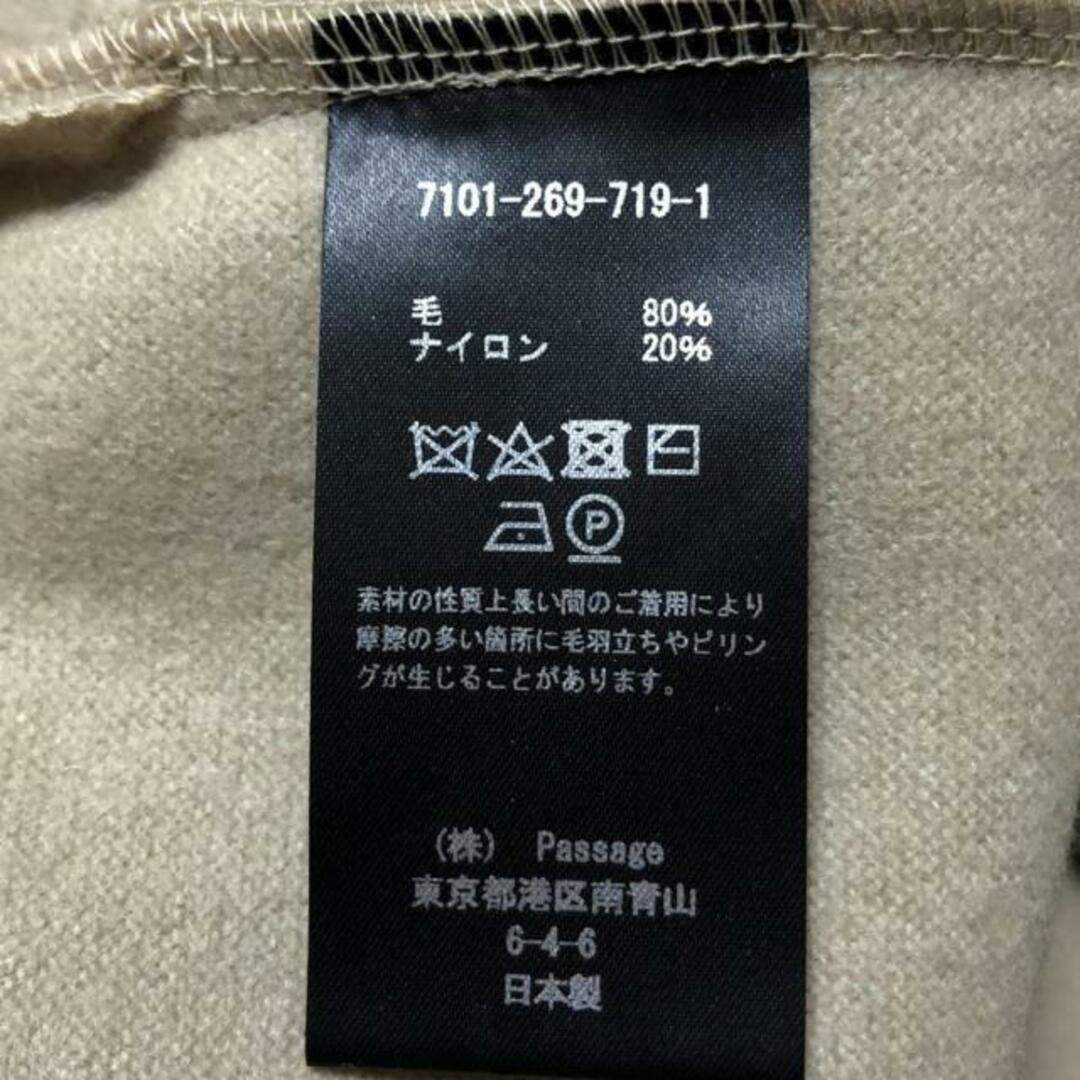 7101-269-719-1
毛 80%
ナイロン 20%
P
素材の性質上長い間のご着用により
摩擦の多い箇所に毛羽立ちやピリン
グが生じることがあります。
(株) Passage
東京都港区南青山
6-4-6
日本製